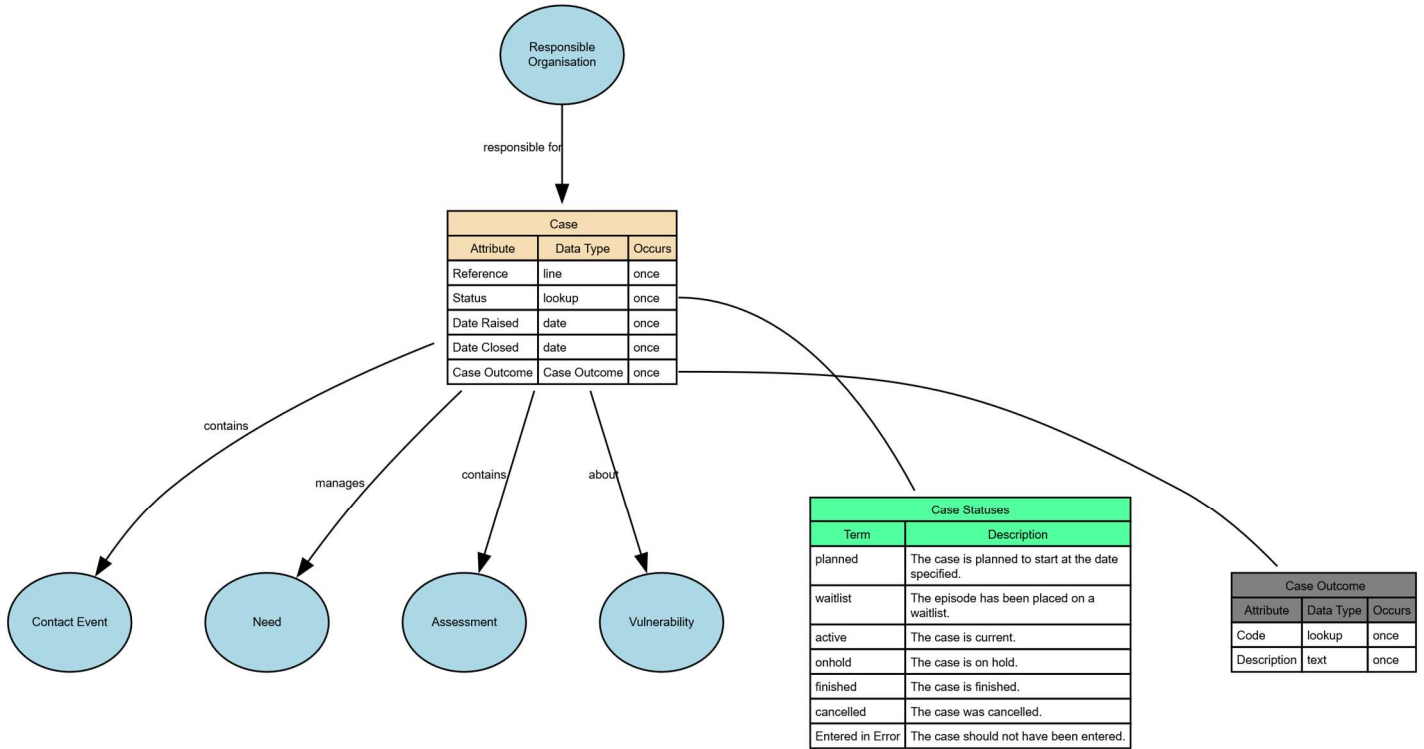 Responsible
Organisation
responsible for
Case
Attribute Data Type Occurs
Reference line once
Status lookup once
Date Raised date once
Date Closed date once
Case Outcome Case Outcome once
contains
manages
contains
about
Contact Event
Need
Assessment
Vulnerability
Case Statuses
Term Description
planned The case is planned to start at the date
specified.
waitlist The episode has been placed on a
waitlist.
active The case is current.
onhold The case is on hold.
finished The case is finished.
cancelled The case was cancelled.
Entered in Error The case should not have been entered.
Case Outcome
Attribute Data Type Occurs
Code lookup once
Description text once